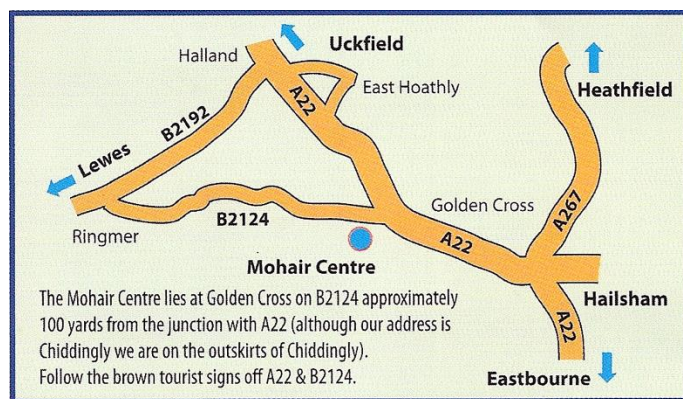 Uckfield
Halland
East Hoathly
Heathfield
A22
B2192
Lewes
Golden Cross
A267
B2124
Ringmer
A22
Mohair Centre
Hailsham
A22
Eastbourne
The Mohair Centre lies at Golden Cross on B2124 approximately
100 yards from the junction with A22 (although our address is
Chiddingly we are on the outskirts of Chiddingly).
Follow the brown tourist signs off A22 & B2124.